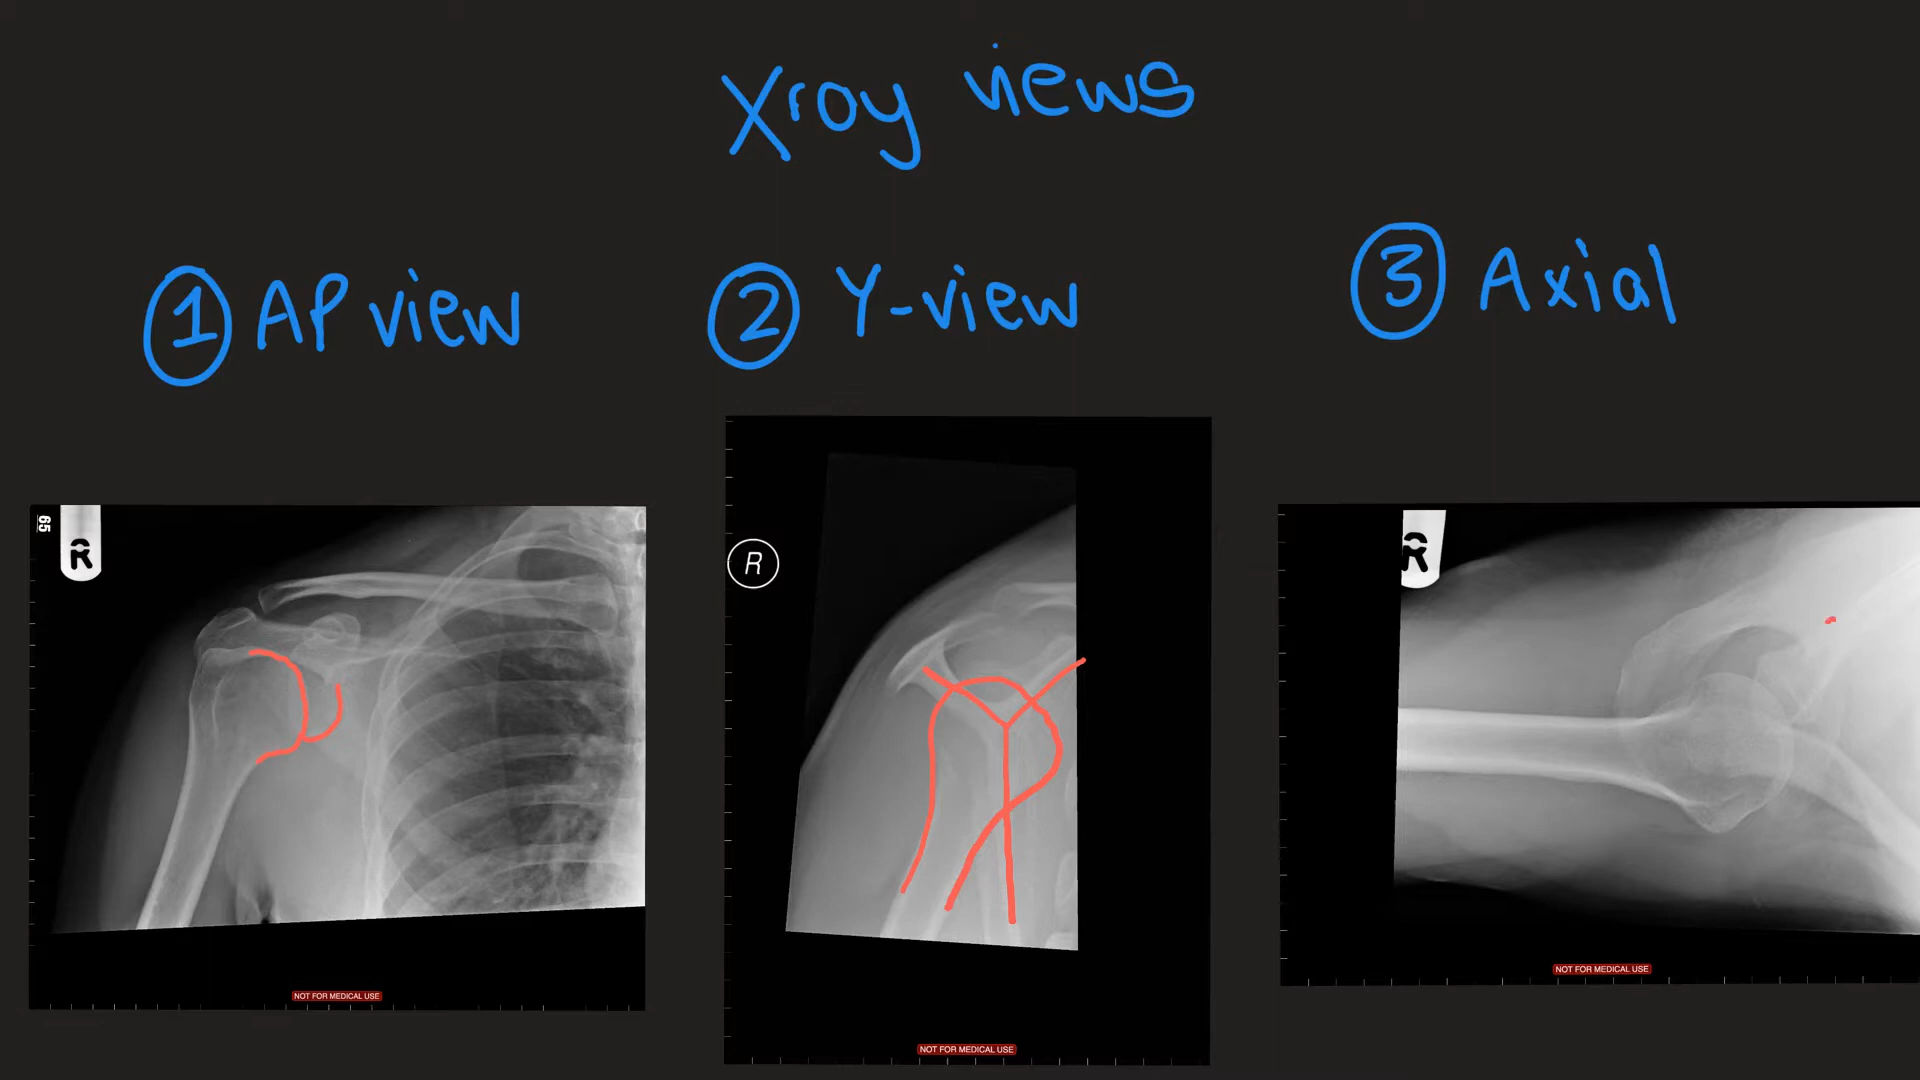 Xray views
1 AP view
2 Y-view
3 Axial
65
R
R
R
NOT FOR MEDICAL USE
NOT FOR MEDICAL USE
NOT FOR MEDICAL USE